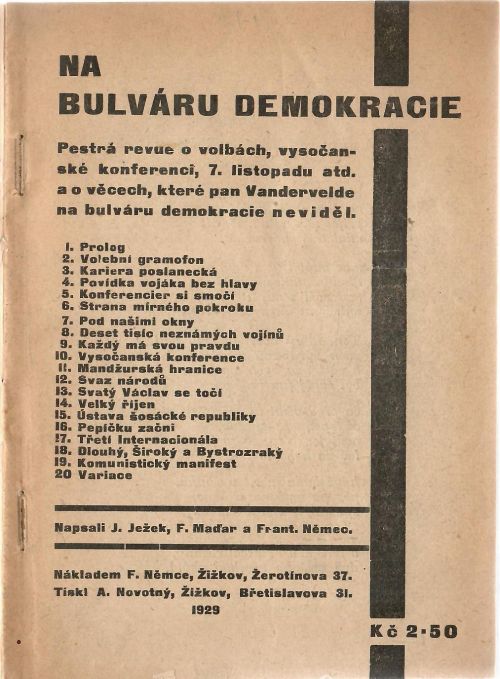 NA
BULVÁRU DEMOKRACIE
Pestrá revue o volbách, vysočan-
ské konferenci, 7. listopadu atd.
a o věcech, které pan Vandervelde
na bulváru demokracie neviděl.
1. Prolog
2. Volební gramofon
3. Kariera poslanecká
4. Povídka vojáka bez hlavy
5. Konferencier si smočí
6. Strana mírného pokroku
7. Pod našimi okny
8. Deset tisíc neznámých vojínů
9. Každý má svou pravdu
10. Vysočanská konference
11. Mandžurská hranice
12. Svaz národů
13. Svatý Václav se točí
14. Velký říjen
15. Ústava šosácké republiky
16. Pepíčku začni
17. Třetí Internacionála
18. Dlouhý, Široký a Bystrozraký
19. Komunistický manifest
20 Variace
Napsali J. Ježek, F. Maďar a Frant. Němec.
Nákladem F. Němce, Žižkov, Žerotínova 37.
Tiskl A. Novotný, Žižkov, Břetislavova 31.
1929
Kč 2·50